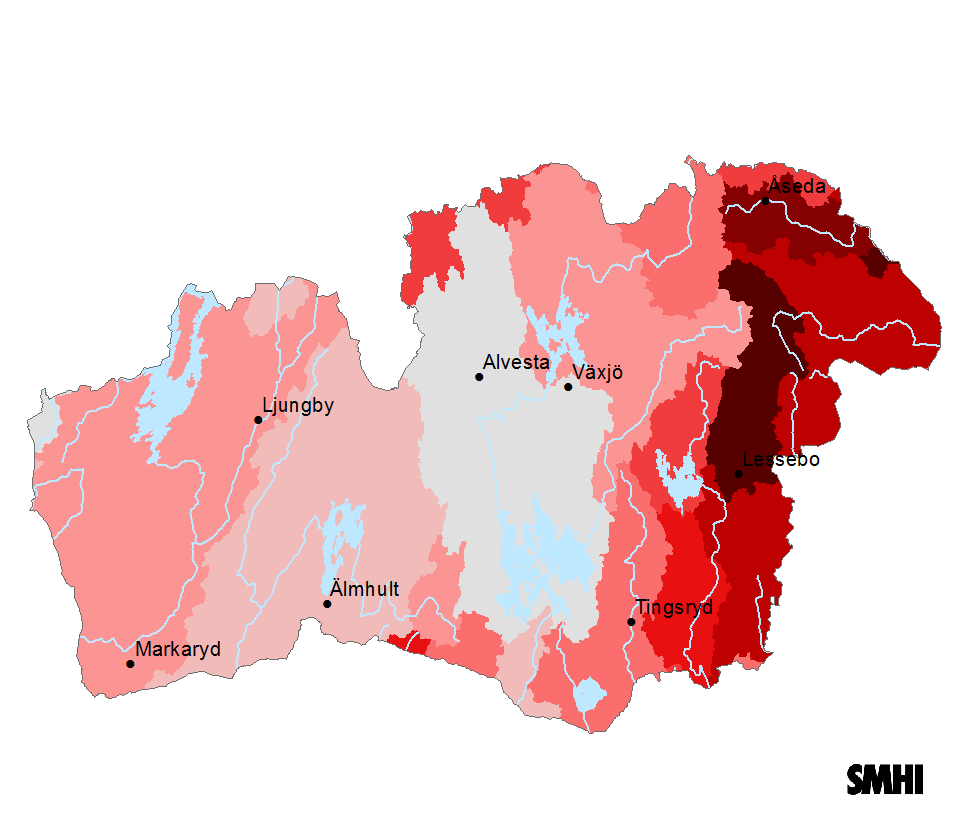 Åseda
Alvesta
Växjö
Ljungby
Lessebo
Älmhult
Tingsryd
Markaryd
SMHI